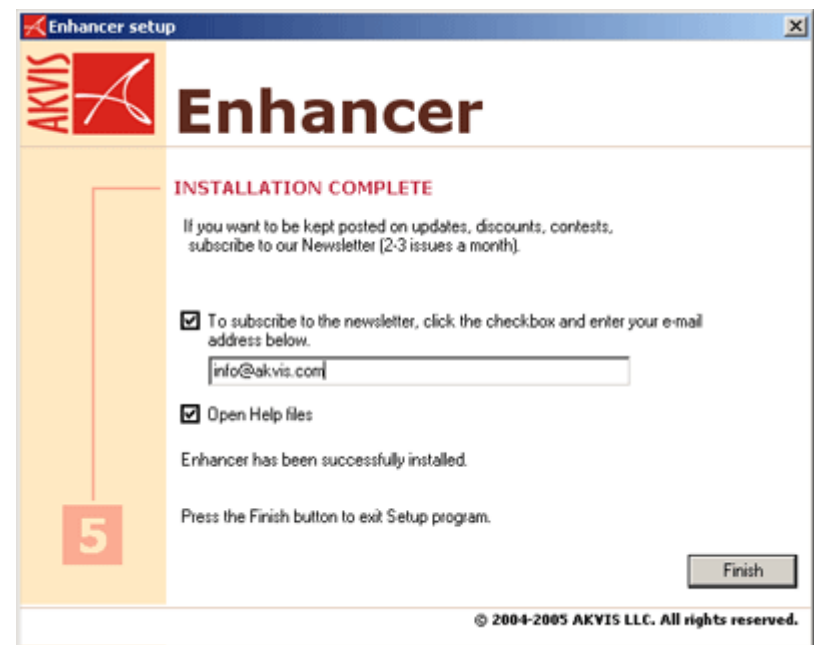 Enhancer setup
AKVIS
Enhancer
INSTALLATION COMPLETE
If you want to be kept posted on updates, discounts, contests,
subscribe to our Newsletter (2-3 issues a month).
To subscribe to the newsletter, click the checkbox and enter your e-mail
address below.
info@akvis.com
Open Help files
Enhancer has been successfully installed.
Press the Finish button to exit Setup program.
5
Finish
© 2004-2005 AKVIS LLC. All rights reserved.